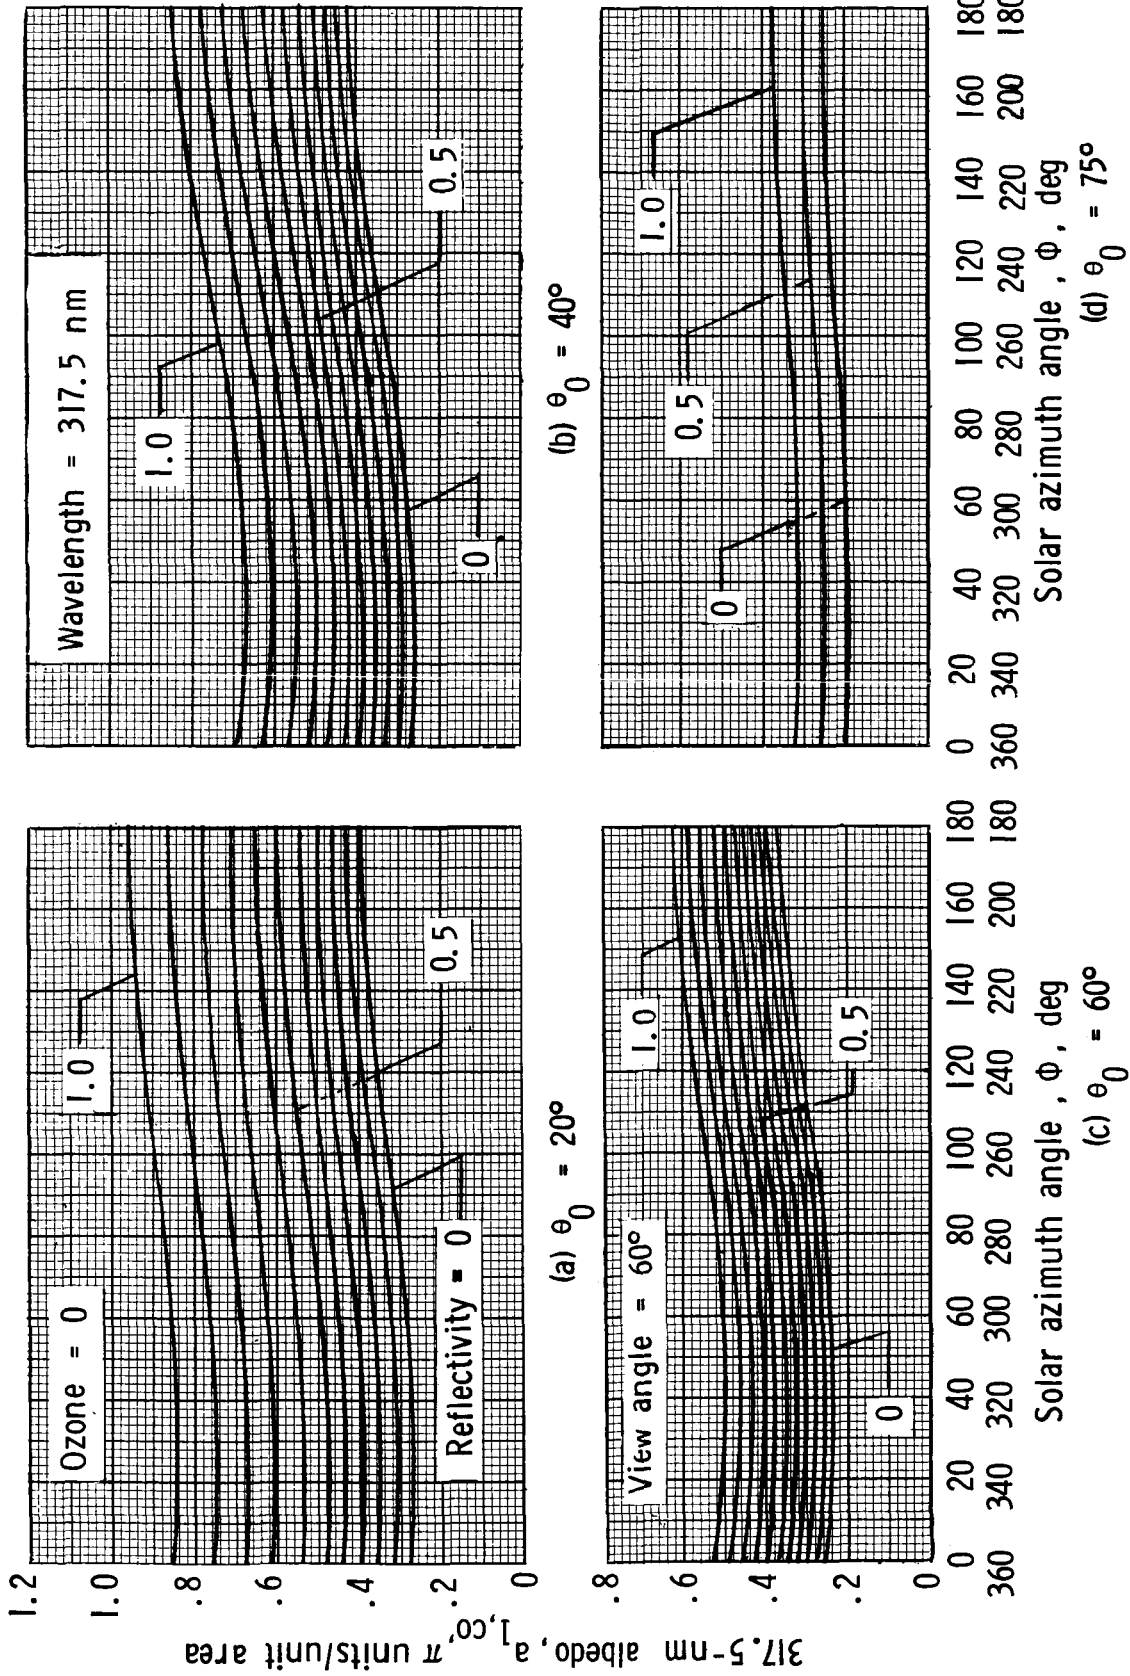 317.5-nm albedo, a1,co, π units/unit area
1.2
1.0
.8
.6
.4
.2
0
Ozone = 0
1.0
Reflectivity = 0
0.5
(a) θ0 = 20°
Wavelength = 317.5 nm
1.0
0
0.5
(b) θ0 = 40°
.8
.6
.4
.2
0
View angle = 60°
1.0
0
0.5
0 20 40 60 80 100 120 140 160 180
360 340 320 300 280 260 240 220 200 180
Solar azimuth angle, Φ, deg
(c) θ0 = 60°
0
0.5
1.0
0 20 40 60 80 100 120 140 160 180
360 340 320 300 280 260 240 220 200 180
Solar azimuth angle, Φ, deg
(d) θ0 = 75°